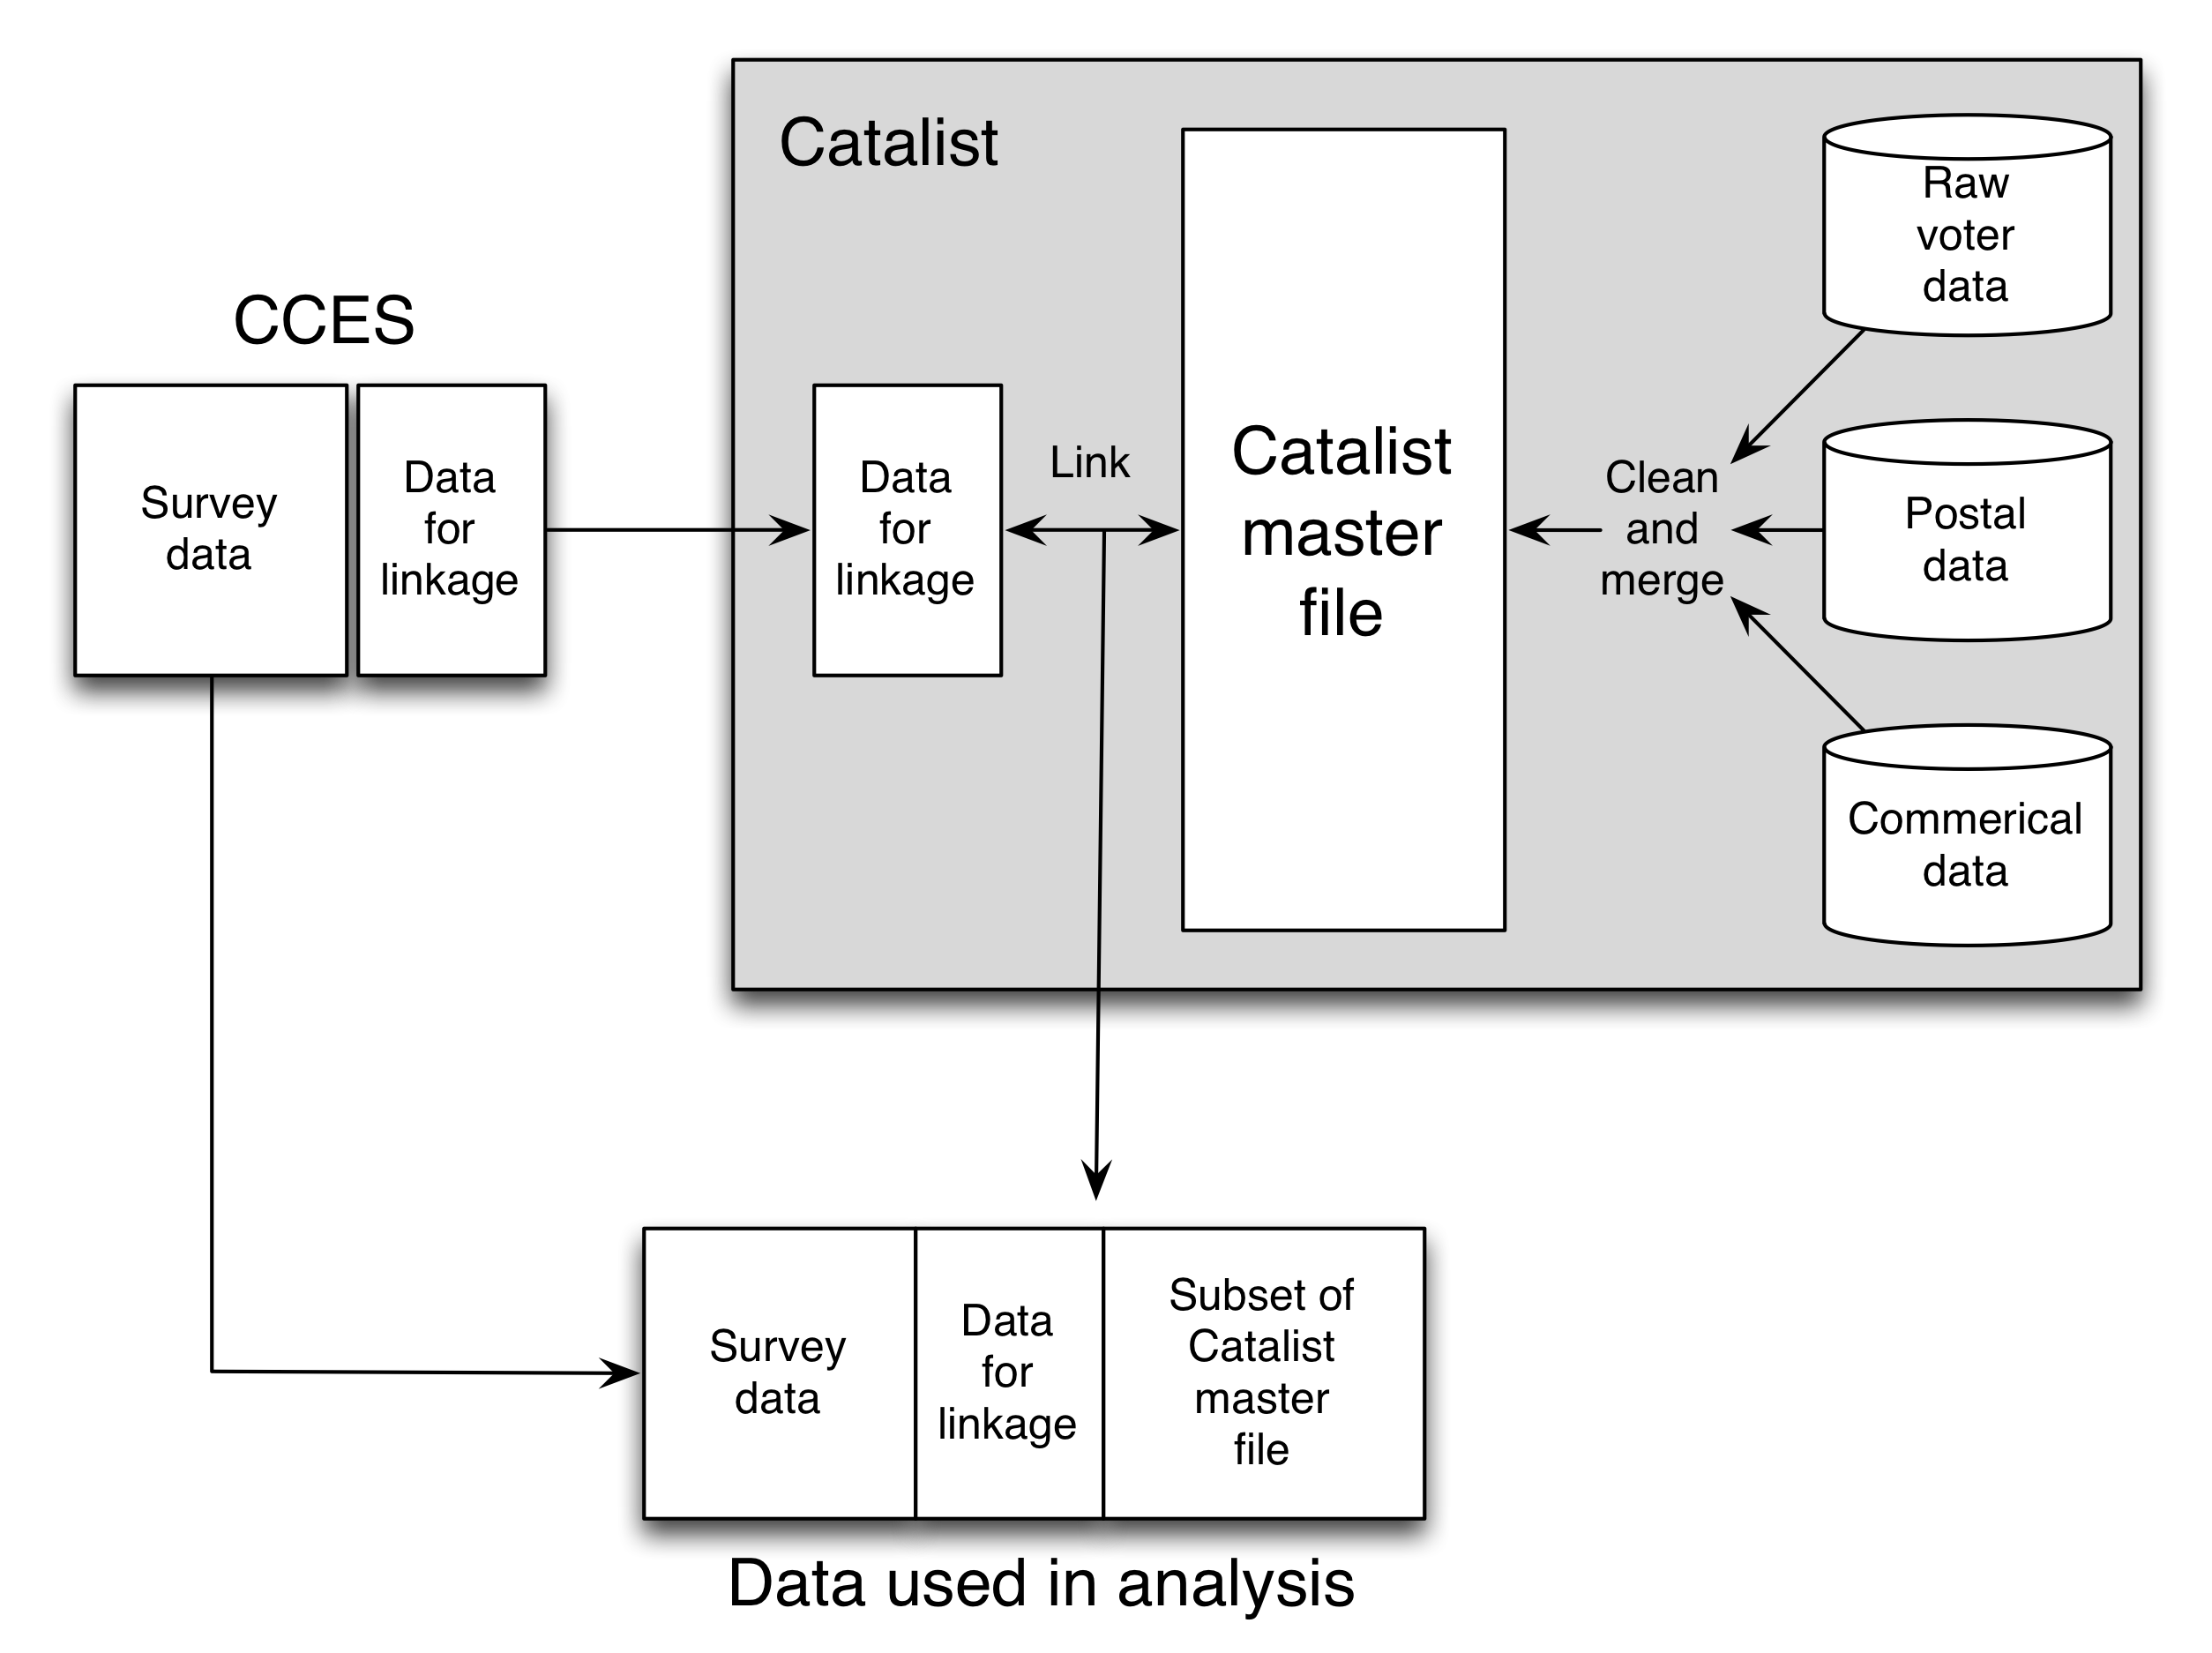 Catalist
CCES
Survey
data
Data
for
linkage
Data
for
linkage
Link
Catalist
master
file
Clean
and
merge
Raw
voter
data
Postal
data
Commerical
data
Survey
data
Data
for
linkage
Subset of
Catalist
master
file
Data used in analysis